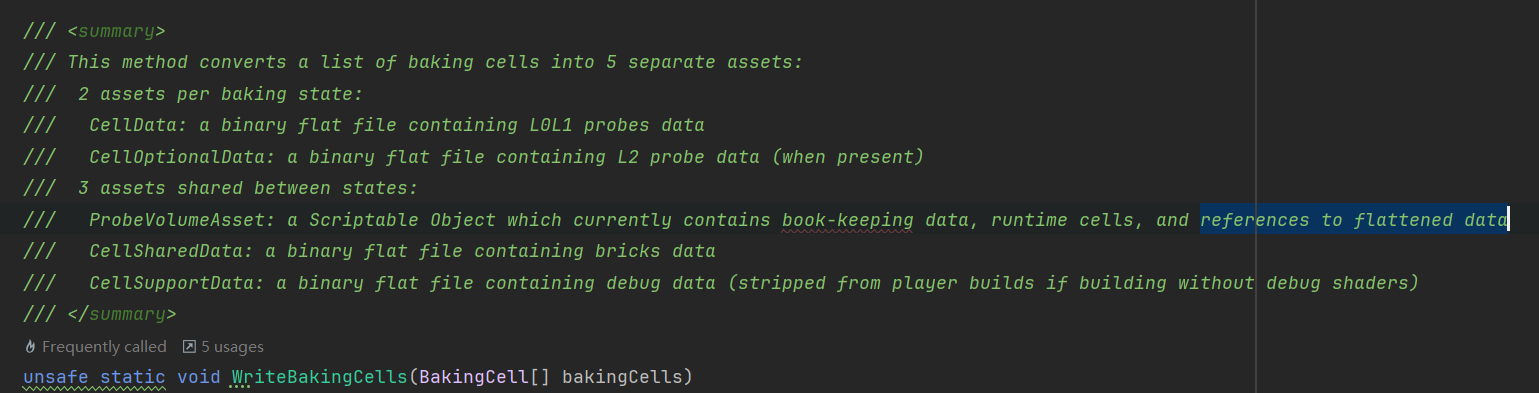 /// <summary>
/// This method converts a list of baking cells into 5 separate assets:
///  2 assets per baking state:
///   CellData: a binary flat file containing L0L1 probes data
///   CellOptionalData: a binary flat file containing L2 probe data (when present)
///  3 assets shared between states:
///   ProbeVolumeAsset: a Scriptable Object which currently contains book-keeping data, runtime cells, and references to flattened data
///   CellSharedData: a binary flat file containing bricks data
///   CellSupportData: a binary flat file containing debug data (stripped from player builds if building without debug shaders)
/// </summary>
Frequently called 5 usages
unsafe static void WriteBakingCells(BakingCell[] bakingCells)